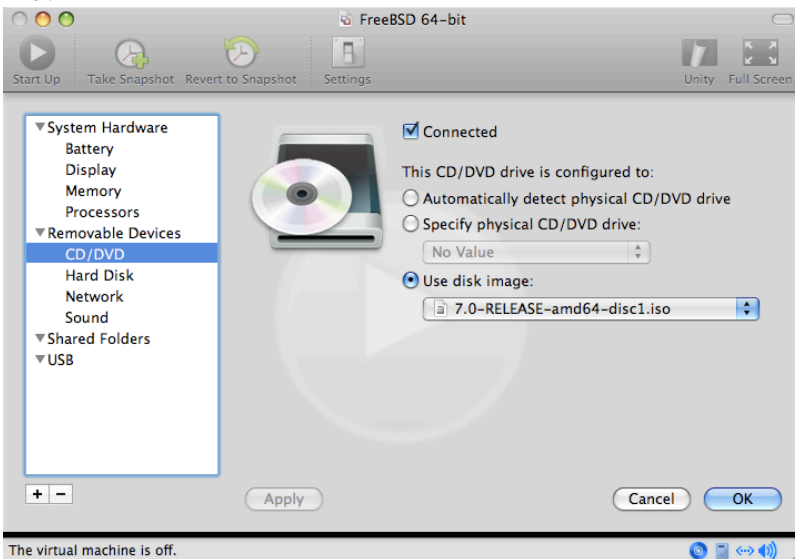 FreeBSD 64-bit
Start Up Take Snapshot Revert to Snapshot Settings Unity Full Screen
▼System Hardware
Battery
Display
Memory
Processors
▼Removable Devices
CD/DVD
Hard Disk
Network
Sound
▼Shared Folders
▼USB
+ −
Connected
This CD/DVD drive is configured to:
Automatically detect physical CD/DVD drive
Specify physical CD/DVD drive:
No Value
Use disk image:
7.0-RELEASE-amd64-disc1.iso
Apply Cancel OK
The virtual machine is off.